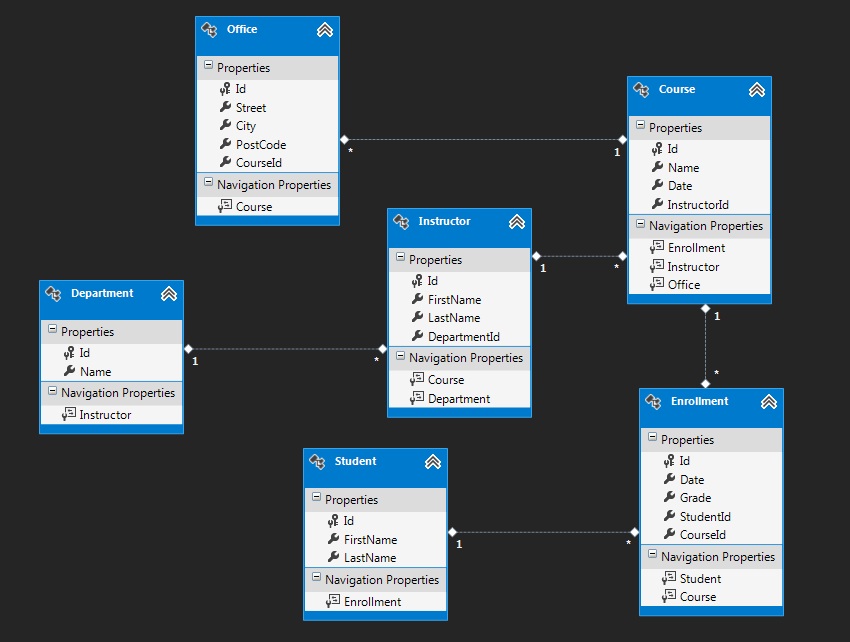 Office
Properties
Id
Street
City
PostCode
CourseId
Navigation Properties
Course
*
1
Course
Properties
Id
Name
Date
InstructorId
Navigation Properties
Enrollment
Instructor
Office
Instructor
Properties
Id
FirstName
LastName
DepartmentId
Navigation Properties
Course
Department
1
*
Department
Properties
Id
Name
Navigation Properties
Instructor
1
*
1
*
Enrollment
Properties
Id
Date
Grade
StudentId
CourseId
Navigation Properties
Student
Course
Student
Properties
Id
FirstName
LastName
Navigation Properties
Enrollment
1
*